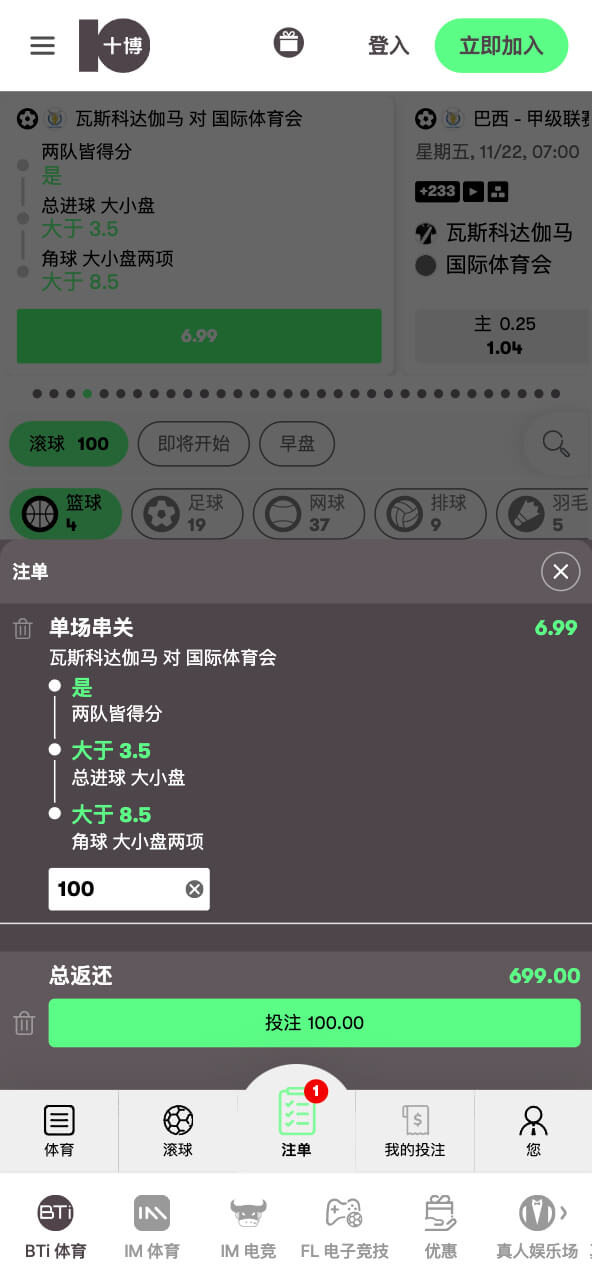 十博
登入
立即加入
瓦斯科达伽马 对 国际体育会
两队皆得分
是
总进球 大小盘
大于 3.5
角球 大小盘两项
大于 8.5
6.99
巴西 - 甲级联赛
星期五, 11/22, 07:00
+233
瓦斯科达伽马
国际体育会
主 0.25
1.04
滚球 100
即将开始
早盘
篮球
4
足球
19
网球
37
排球
9
羽毛
5
注单
单场串关
6.99
瓦斯科达伽马 对 国际体育会
是
两队皆得分
大于 3.5
总进球 大小盘
大于 8.5
角球 大小盘两项
100
总返还
699.00
投注 100.00
体育
滚球
1
注单
$
我的投注
您
BTi
BTi 体育
IM
IM 体育
IM 电竞
FL 电子竞技
优惠
真人娱乐场